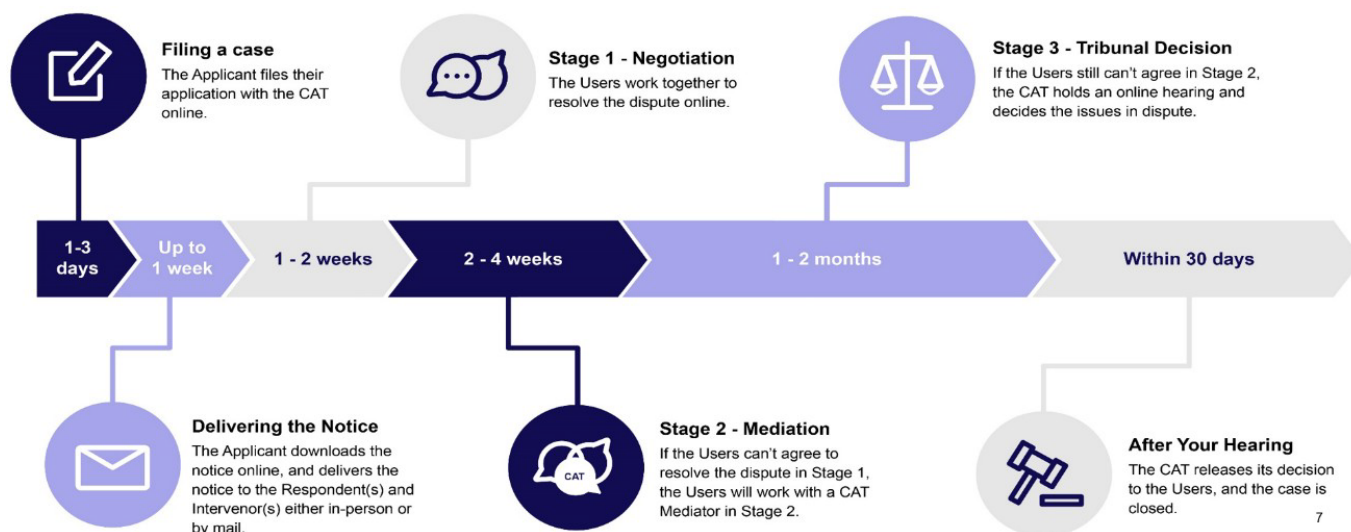 Filing a case
The Applicant files their
application with the CAT
online.
Stage 1 - Negotiation
The Users work together to
resolve the dispute online.
Stage 3 - Tribunal Decision
If the Users still can't agree in Stage 2,
the CAT holds an online hearing and
decides the issues in dispute.
1-3
days
Up to
1 week
1 - 2 weeks
2 - 4 weeks
1 - 2 months
Within 30 days
Delivering the Notice
The Applicant downloads the
notice online, and delivers the
notice to the Respondent(s) and
Intervenor(s) either in-person or
by mail.
CAT
Stage 2 - Mediation
If the Users can't agree to
resolve the dispute in Stage 1,
the Users will work with a CAT
Mediator in Stage 2.
After Your Hearing
The CAT releases its decision
to the Users, and the case is
closed.
7